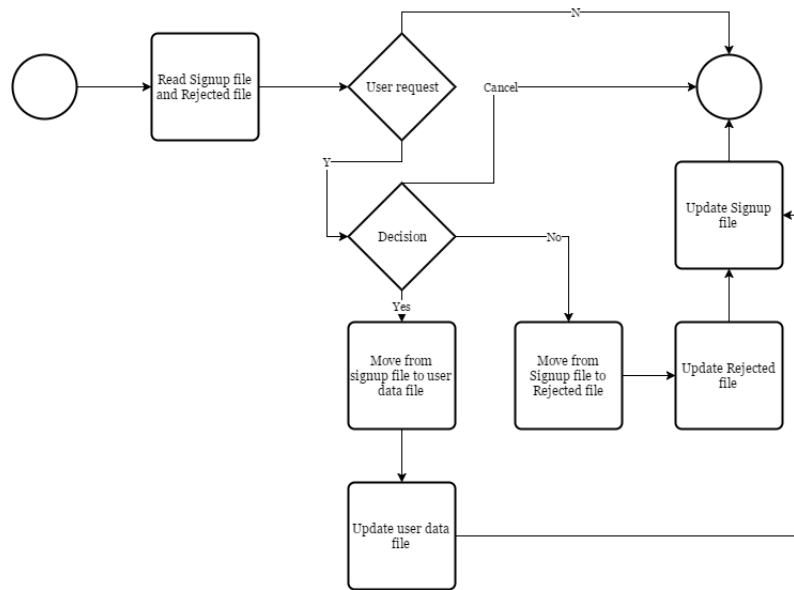 N
Read Signup file
and Rejected file
User request
Cancel
Y
Update Signup
file
Decision
No
Yes
Move from
signup file to user
data file
Move from
Signup file to
Rejected file
Update Rejected
file
Update user data
file